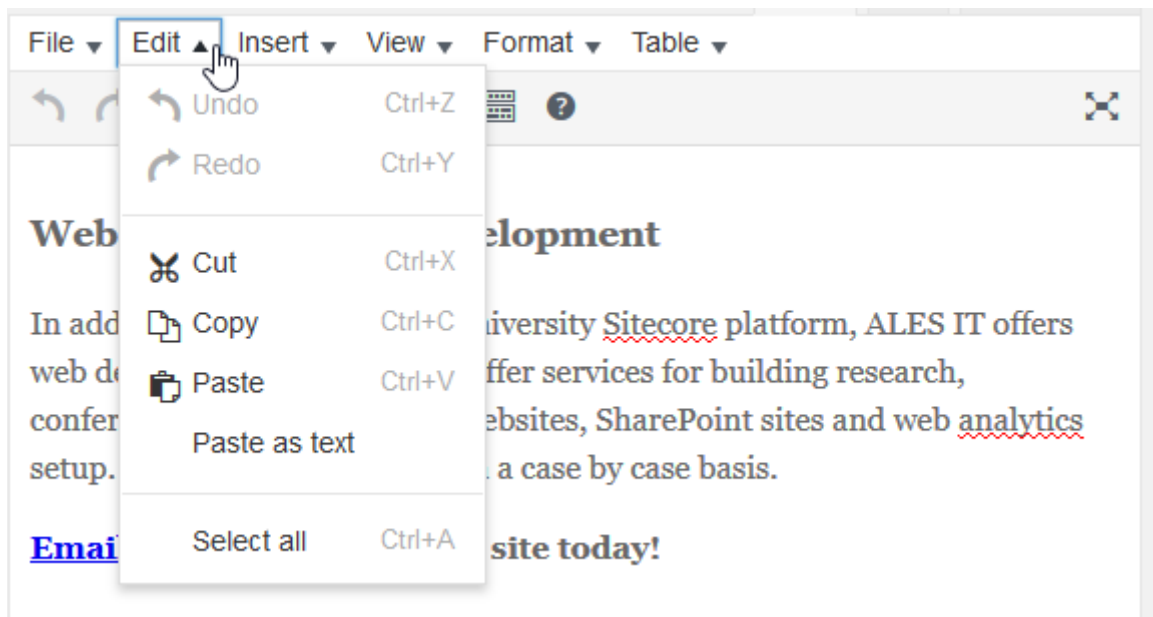 File Edit Insert View Format Table
Undo Ctrl+Z
Redo Ctrl+Y
Cut Ctrl+X
Copy Ctrl+C
Paste Ctrl+V
Paste as text
Select all Ctrl+A
Web elopment
In add iversity Sitecore platform, ALES IT offers
web de ffer services for building research,
confer ebsites, SharePoint sites and web analytics
setup. a case by case basis.
Email site today!